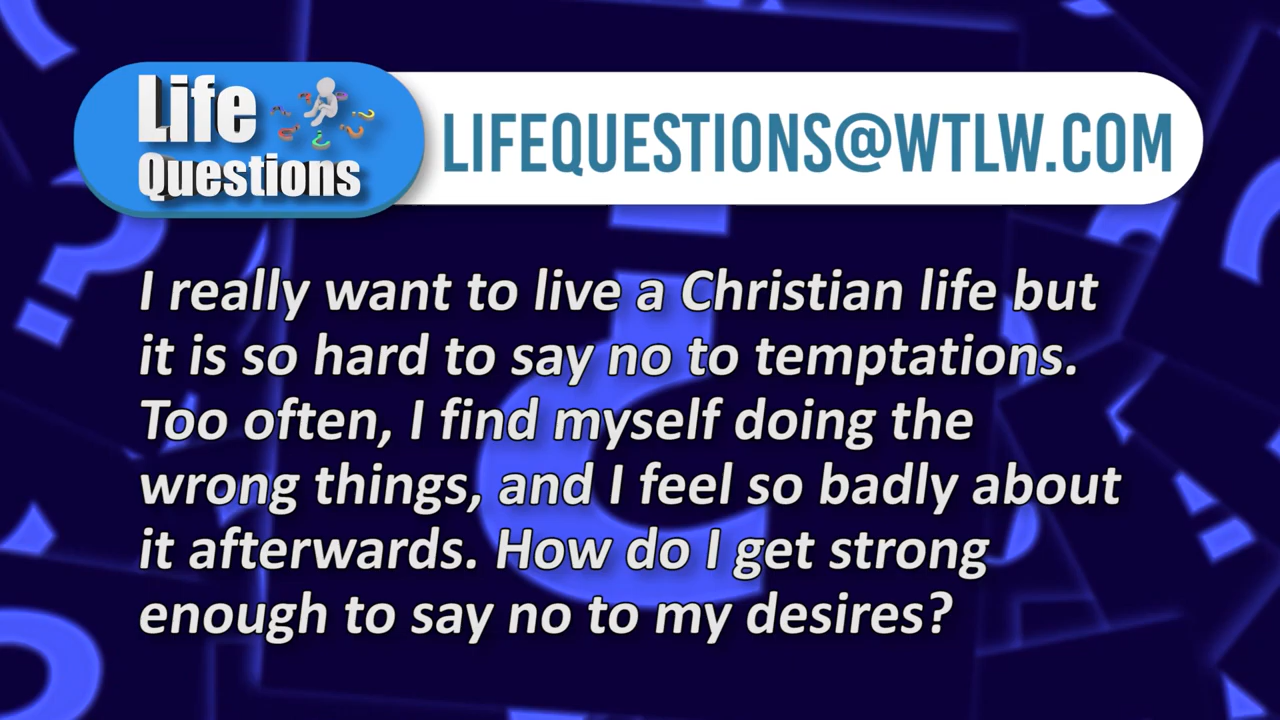 Life
Questions
LIFEQUESTIONS@WTLW.COM
I really want to live a Christian life but
it is so hard to say no to temptations.
Too often, I find myself doing the
wrong things, and I feel so badly about
it afterwards. How do I get strong
enough to say no to my desires?